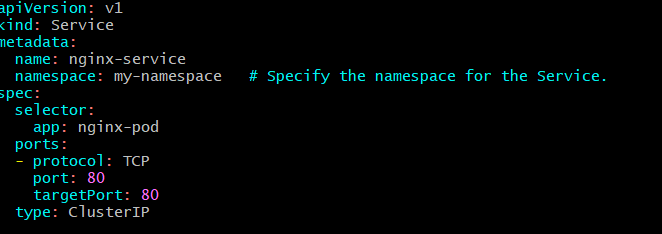 apiVersion: v1
kind: Service
metadata:
  name: nginx-service
  namespace: my-namespace   # Specify the namespace for the Service.
spec:
  selector:
    app: nginx-pod
  ports:
  - protocol: TCP
    port: 80
    targetPort: 80
  type: ClusterIP